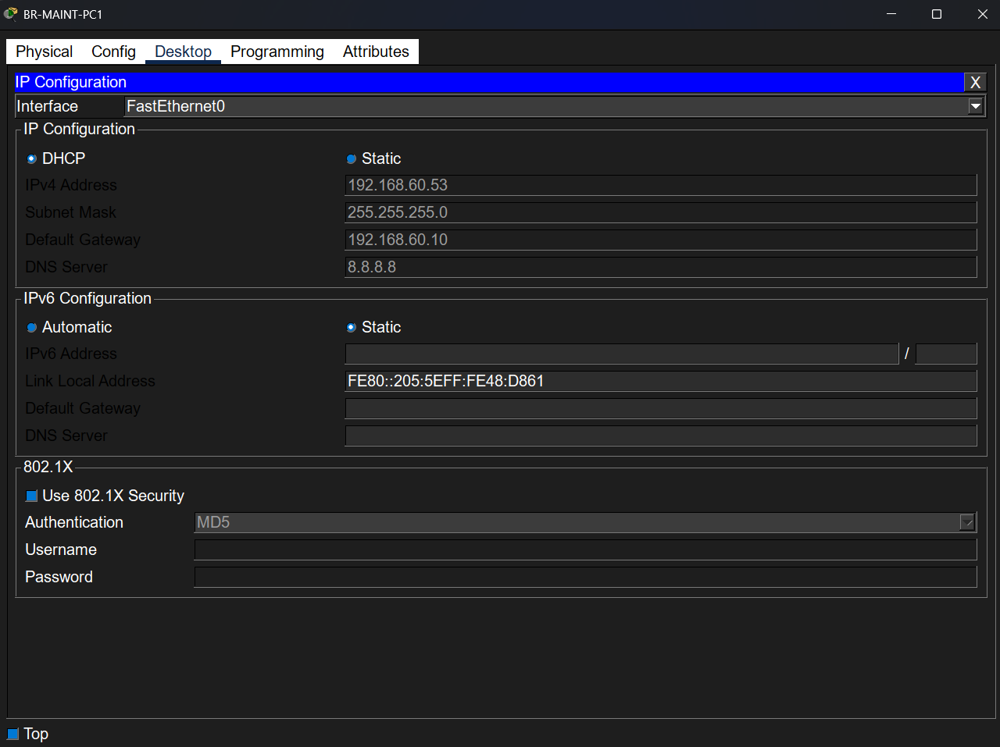 BR-MAINT-PC1
Physical Config Desktop Programming Attributes
IP Configuration X
Interface FastEthernet0
IP Configuration
DHCP Static
IPv4 Address 192.168.60.53
Subnet Mask 255.255.255.0
Default Gateway 192.168.60.10
DNS Server 8.8.8.8
IPv6 Configuration
Automatic Static
IPv6 Address /
Link Local Address FE80::205:5EFF:FE48:D861
Default Gateway
DNS Server
802.1X
Use 802.1X Security
Authentication MD5
Username
Password
Top